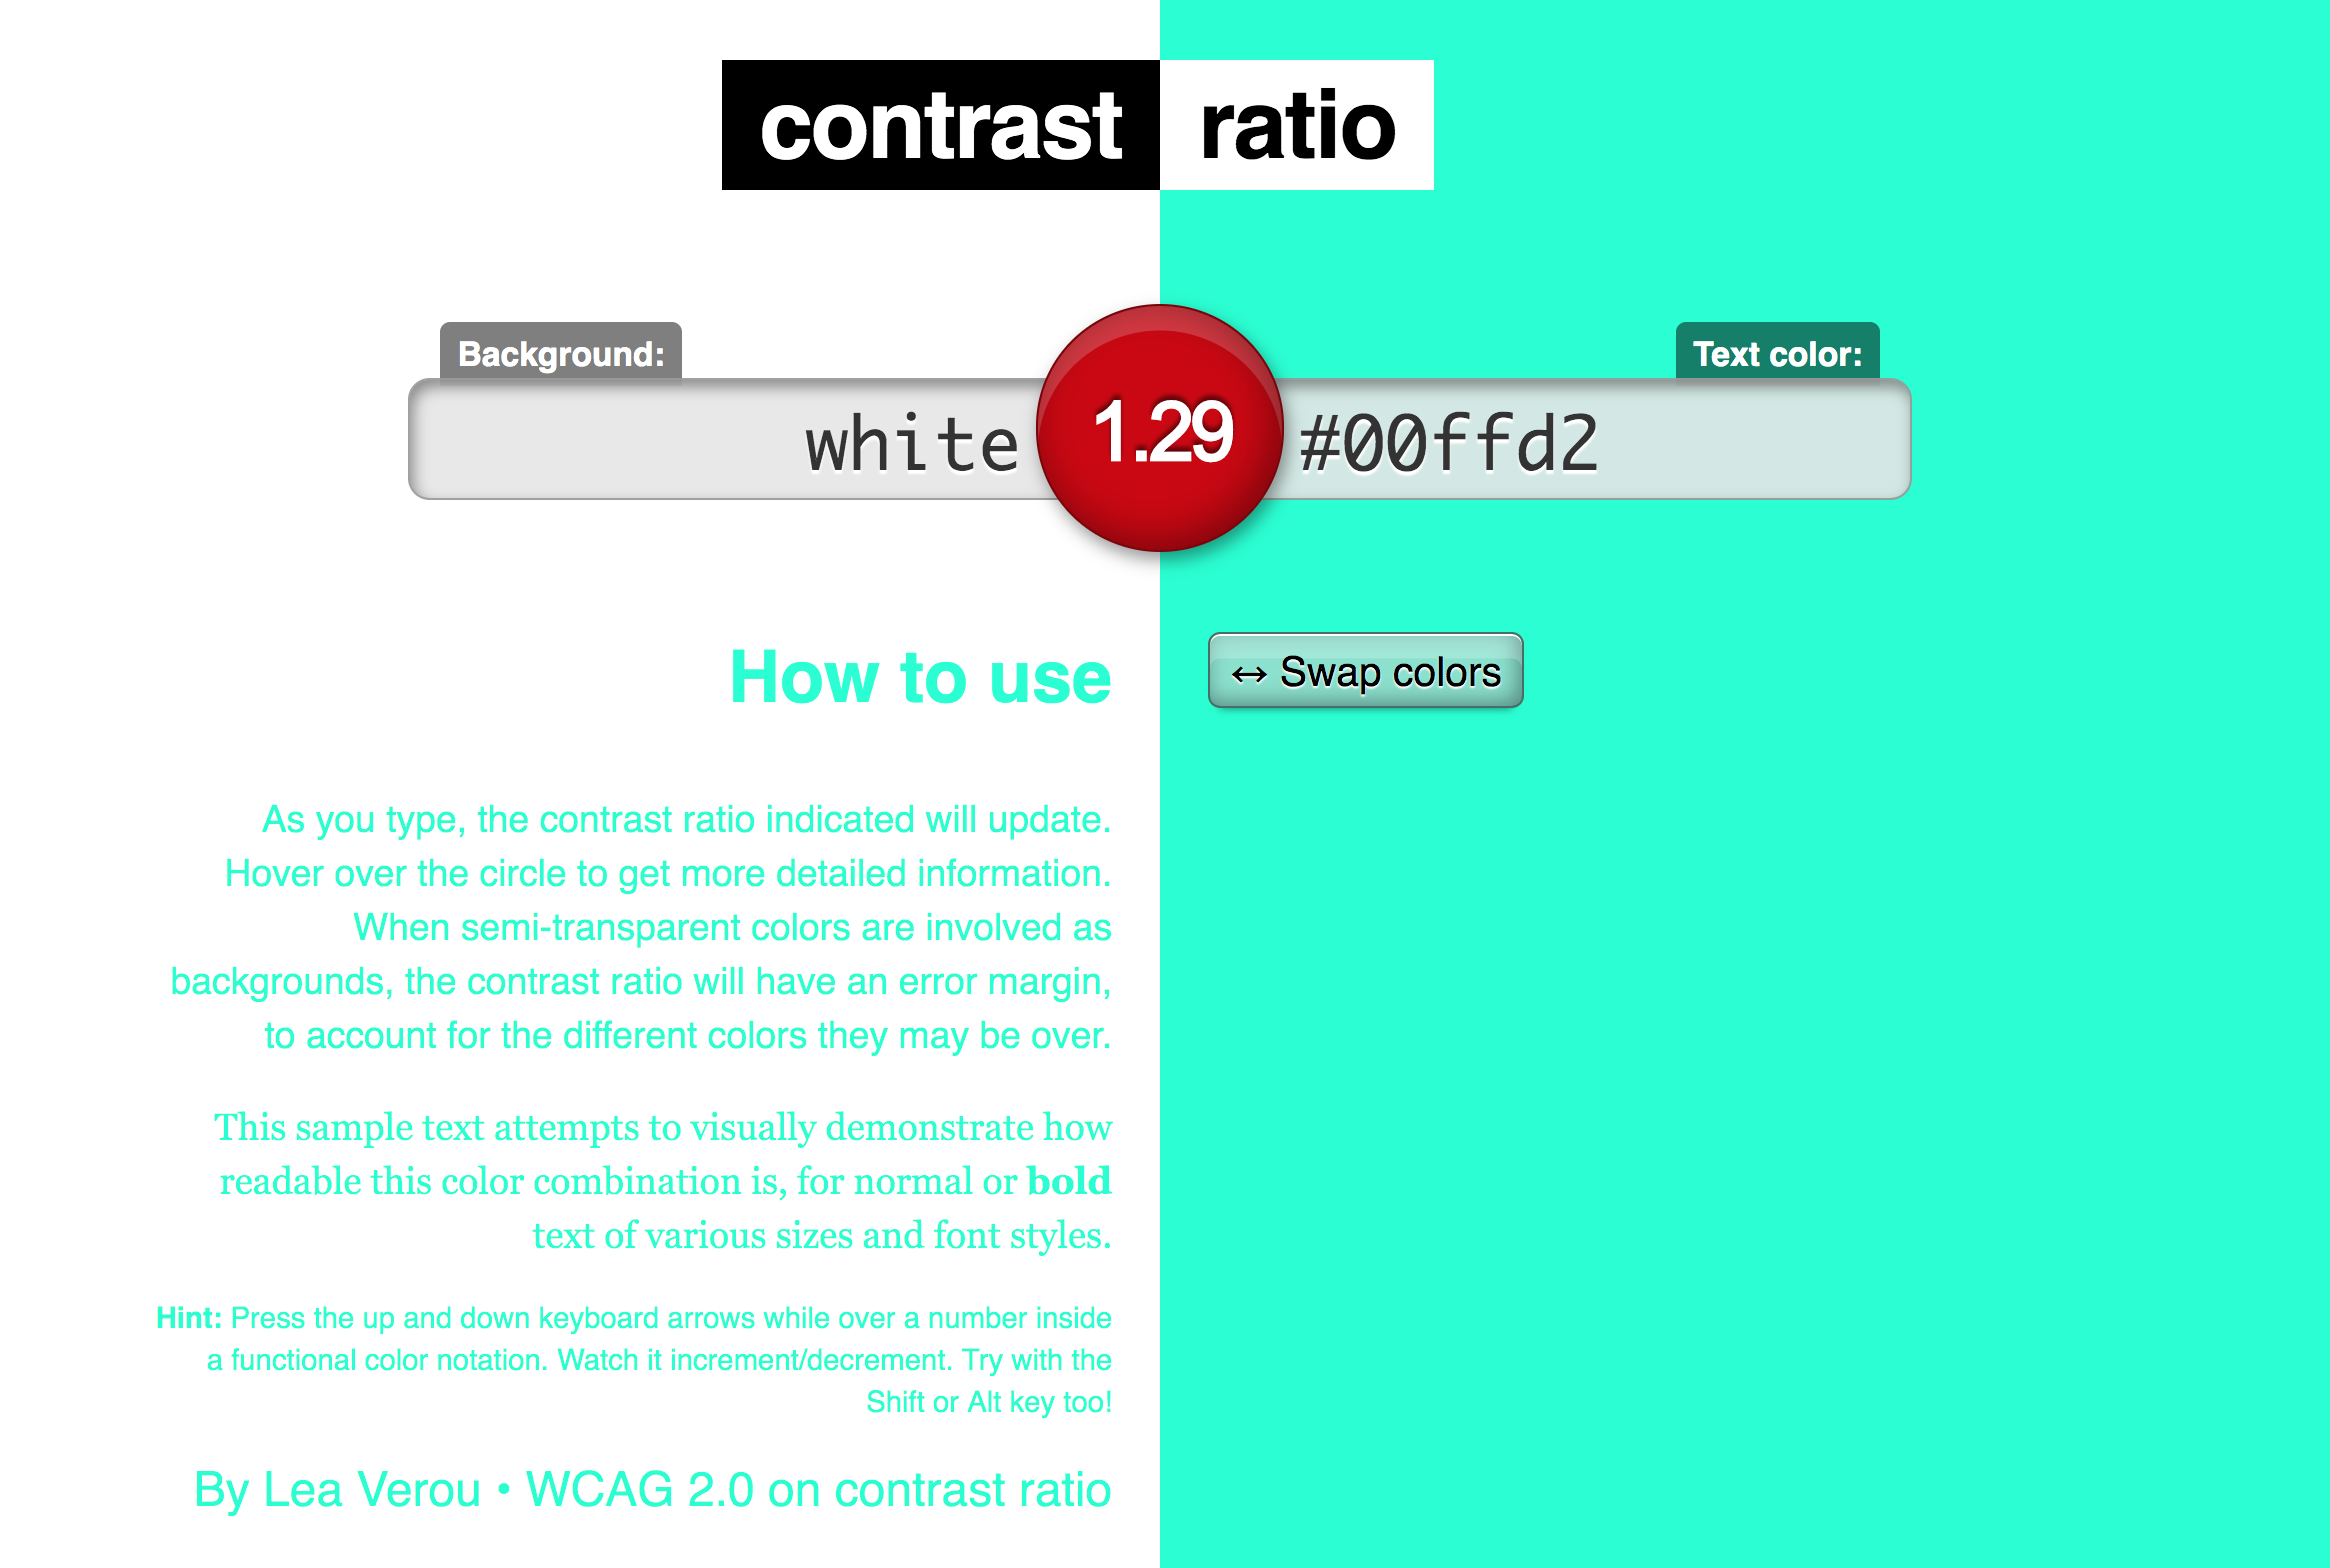 contrast ratio
Background:
Text color:
white 1.29 #00ffd2
How to use
↔ Swap colors
As you type, the contrast ratio indicated will update.
Hover over the circle to get more detailed information.
When semi-transparent colors are involved as
backgrounds, the contrast ratio will have an error margin,
to account for the different colors they may be over.
This sample text attempts to visually demonstrate how
readable this color combination is, for normal or bold
text of various sizes and font styles.
Hint: Press the up and down keyboard arrows while over a number inside
a functional color notation. Watch it increment/decrement. Try with the
Shift or Alt key too!
By Lea Verou • WCAG 2.0 on contrast ratio